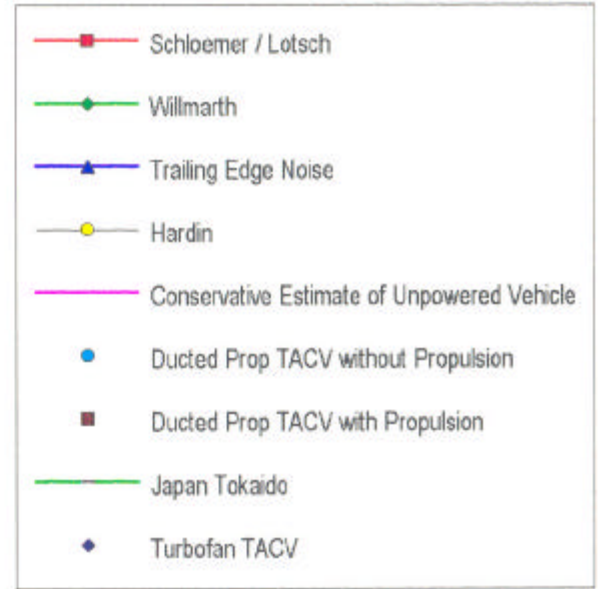 Schloemer / Lotsch
Willmarth
Trailing Edge Noise
Hardin
Conservative Estimate of Unpowered Vehicle
Ducted Prop TACV without Propulsion
Ducted Prop TACV with Propulsion
Japan Tokaido
Turbofan TACV